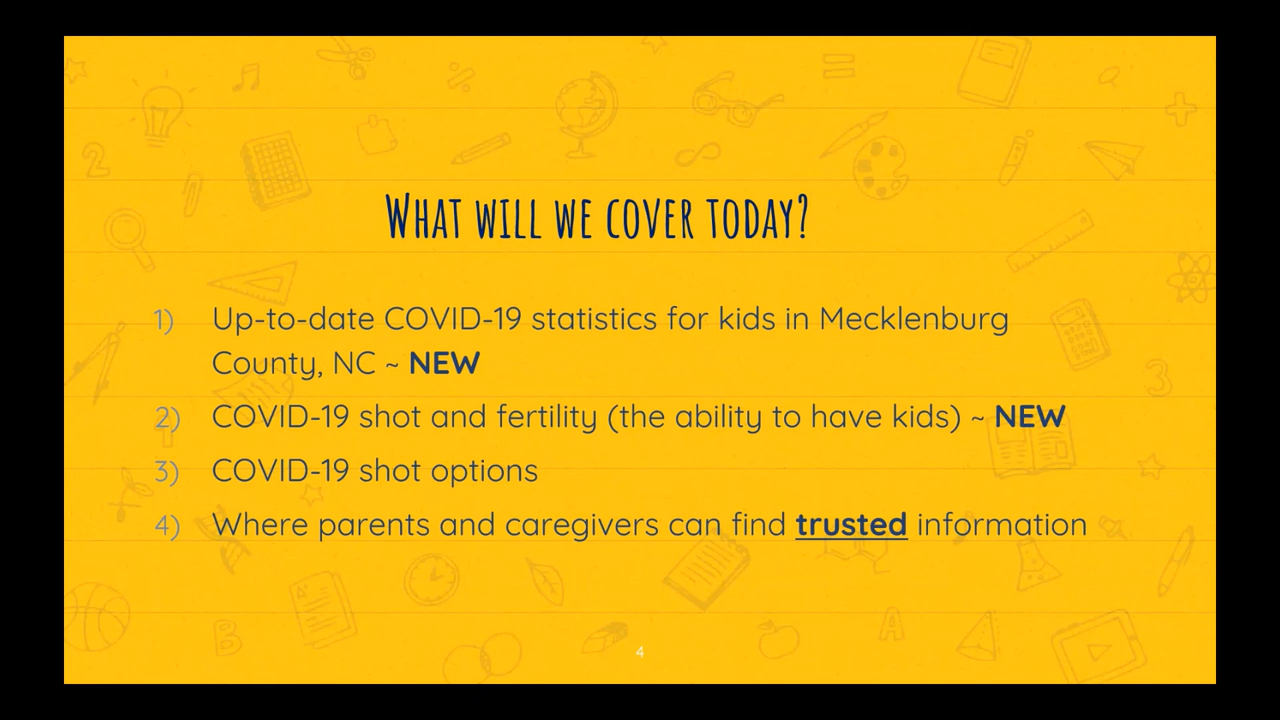 What will we cover today?
1) Up-to-date COVID-19 statistics for kids in Mecklenburg
County, NC ~ NEW
2) COVID-19 shot and fertility (the ability to have kids) ~ NEW
3) COVID-19 shot options
4) Where parents and caregivers can find trusted information
4